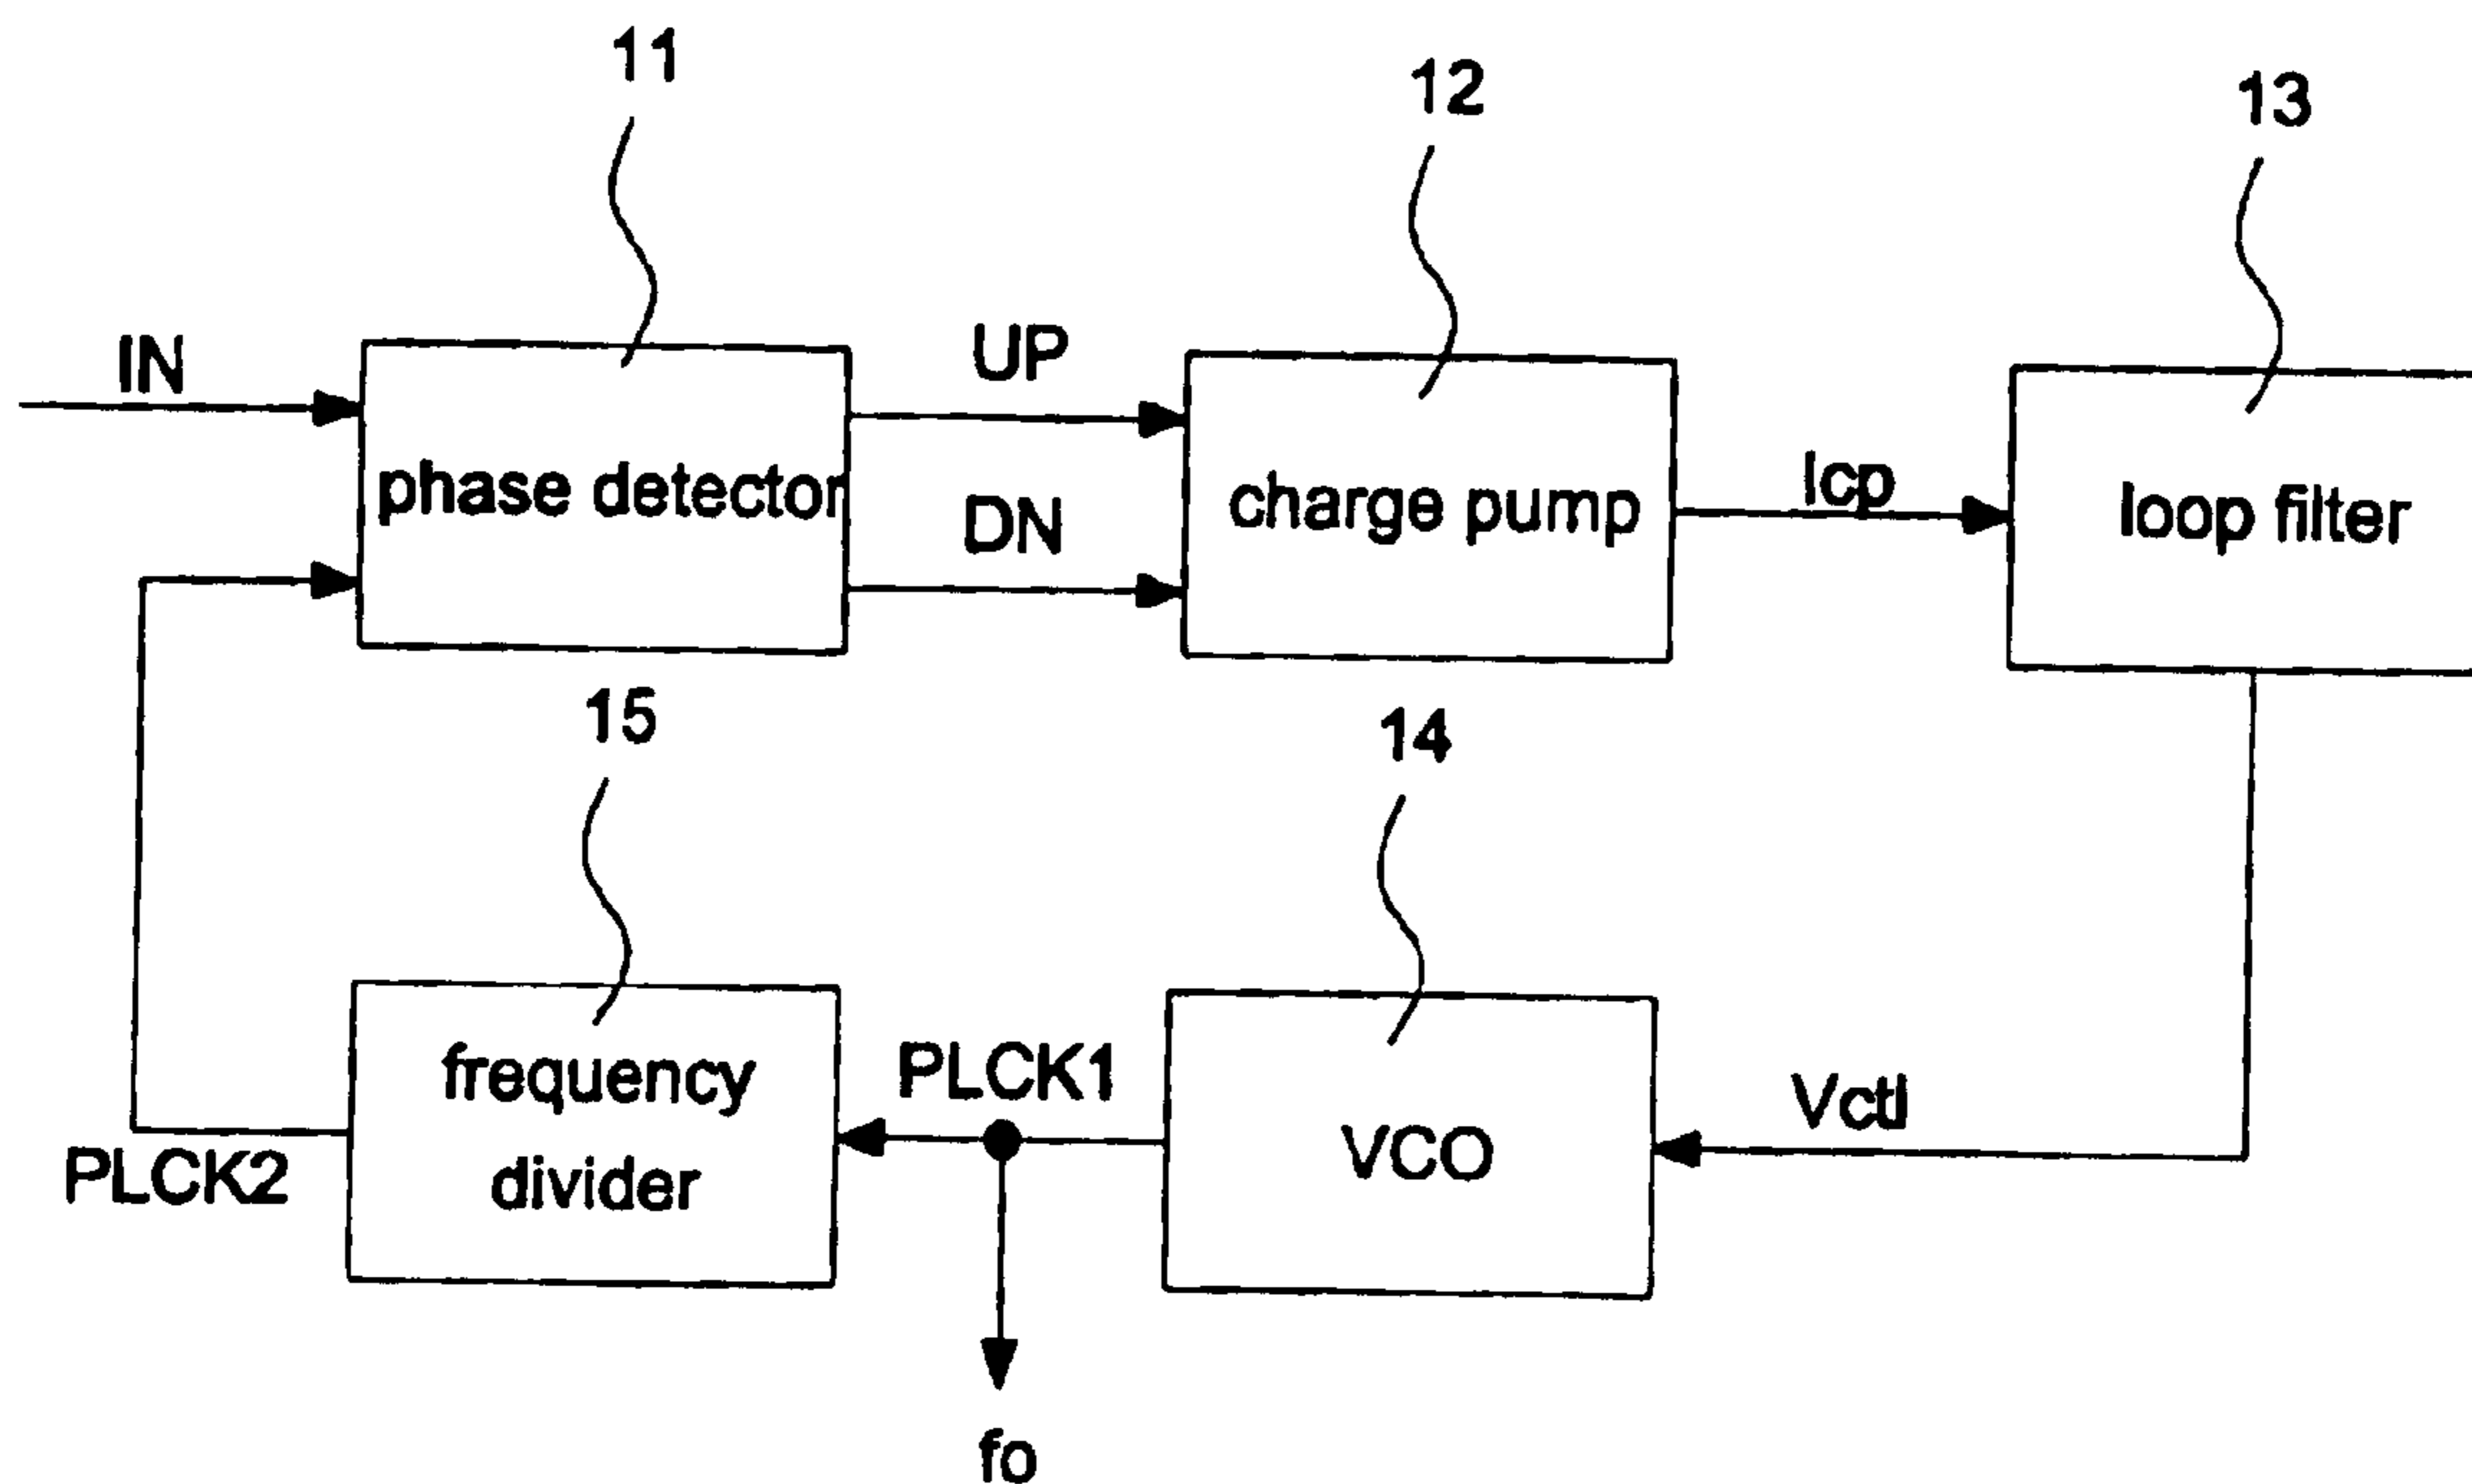 11
12
13
IN
UP
phase detector
charge pump
Icp
loop filter
DN
15
14
frequency
divider
PLCK1
VCO
Vctl
PLCK2
fo